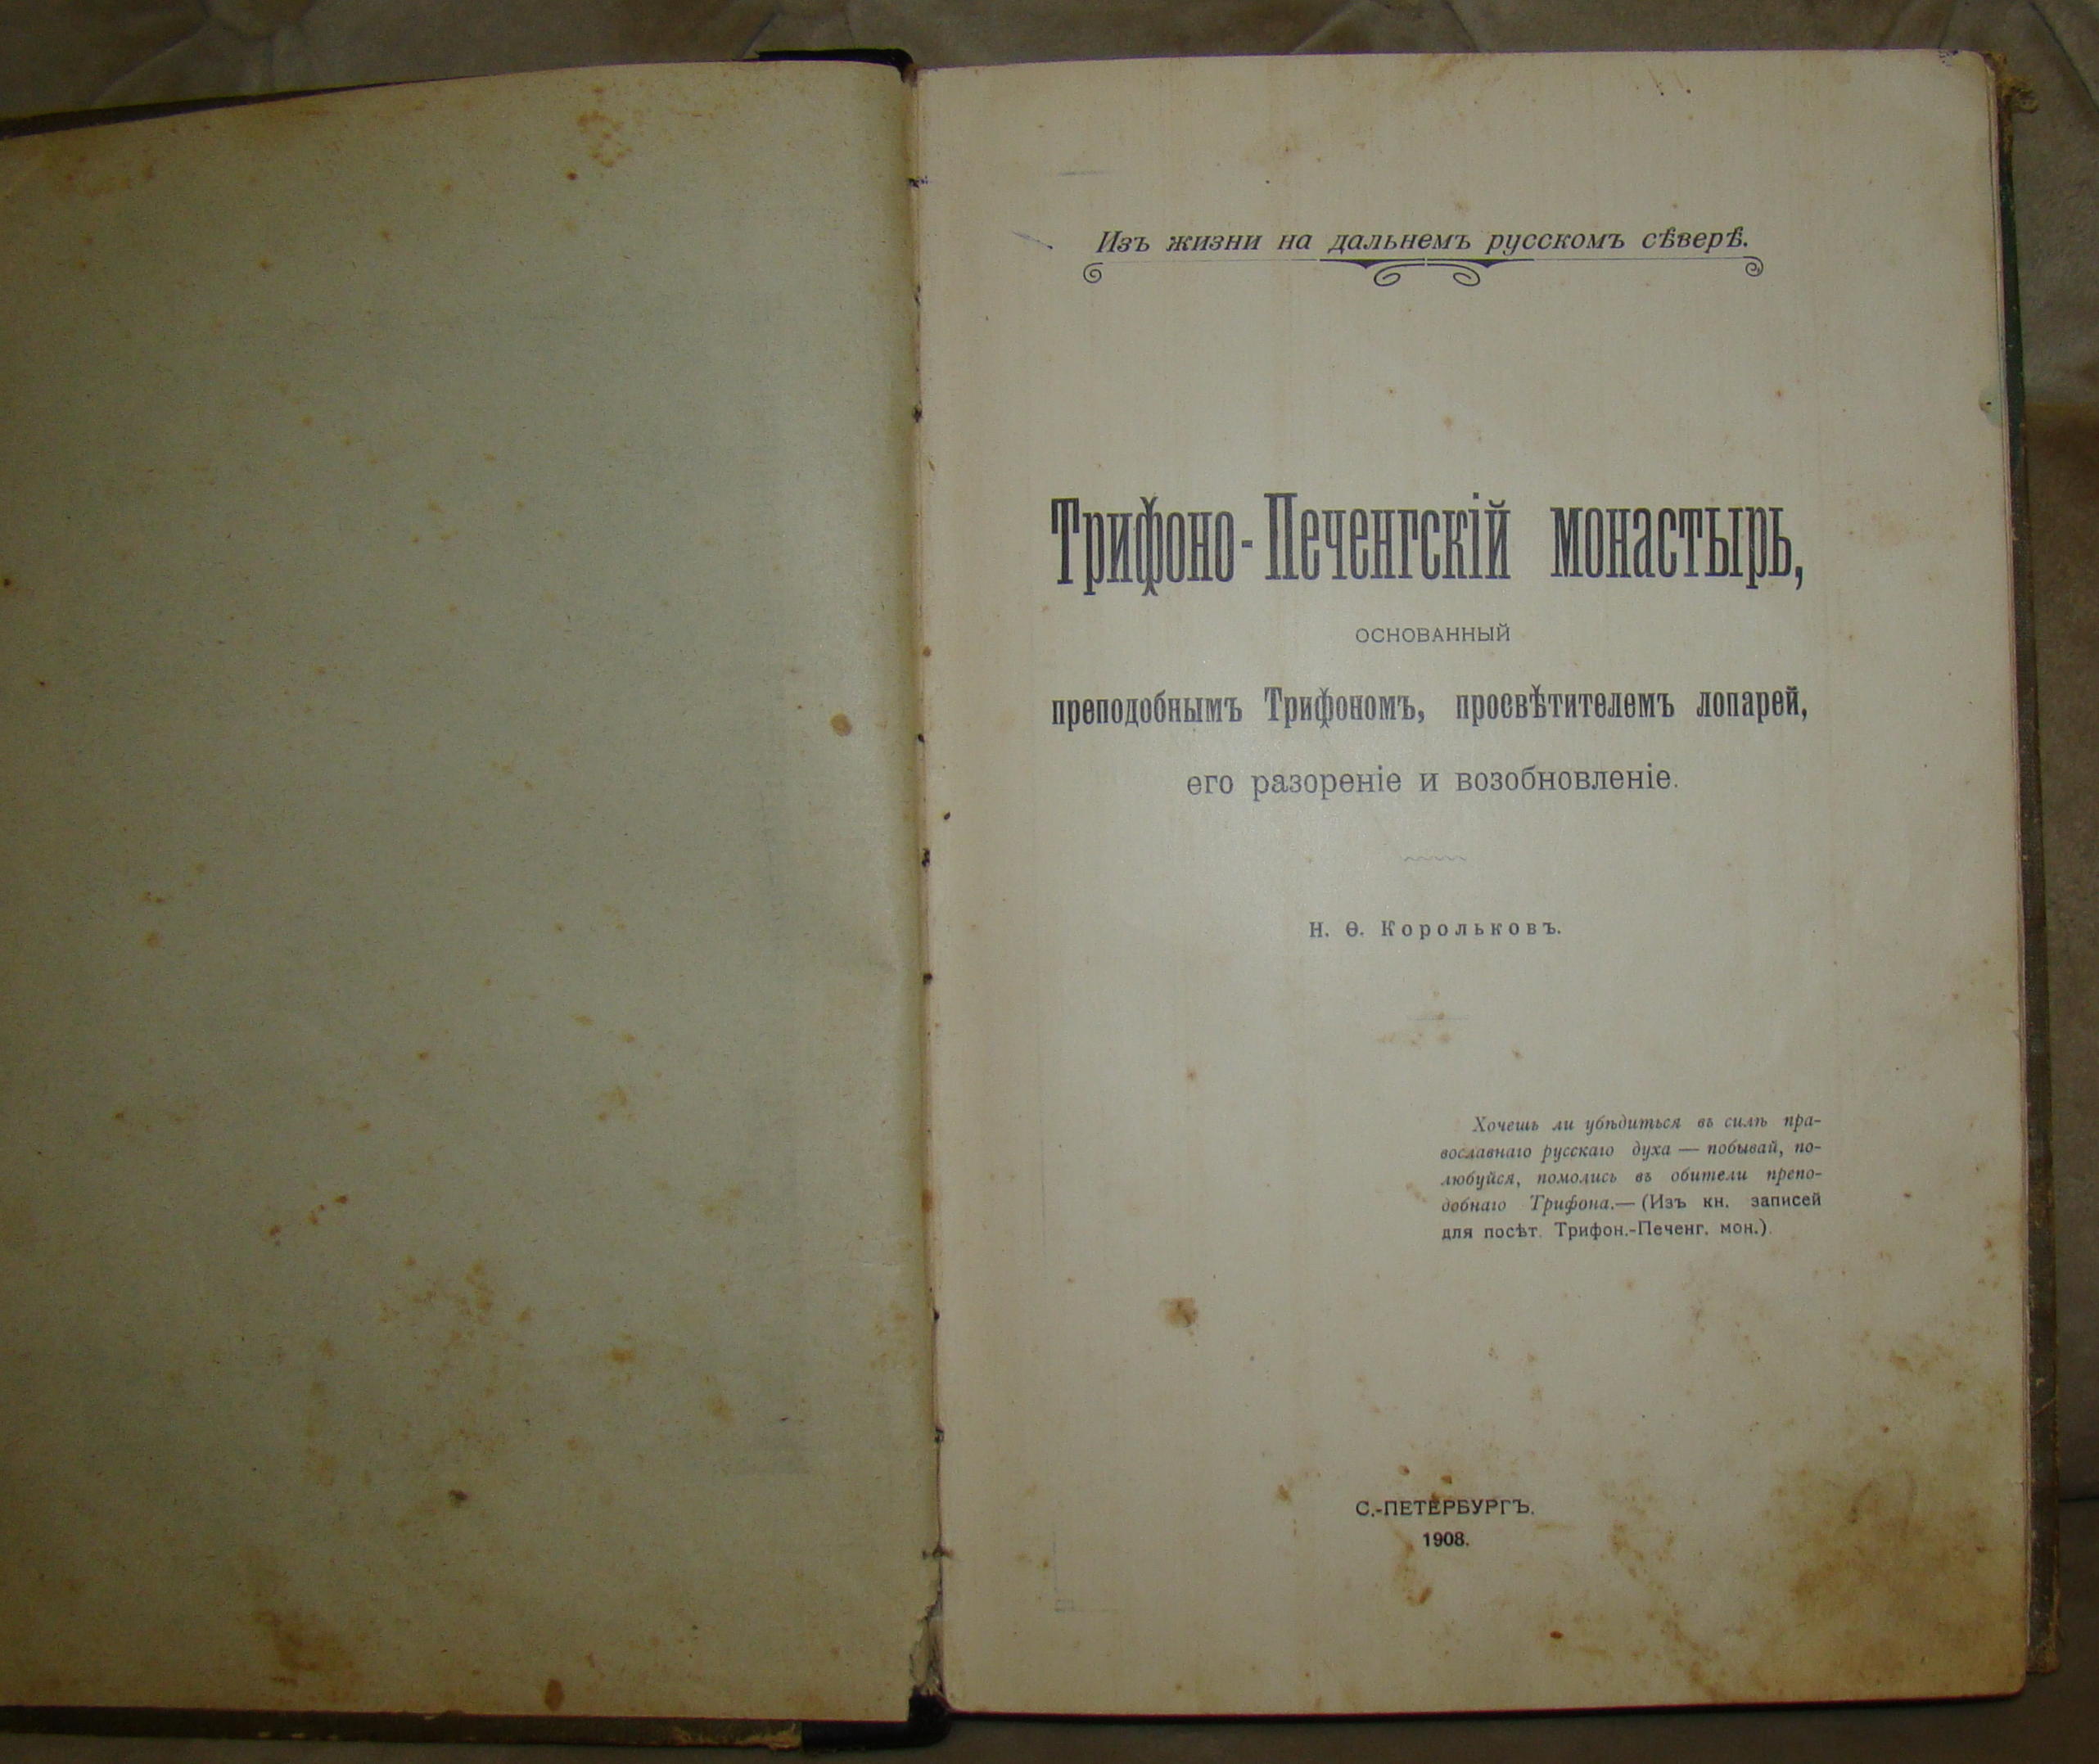 Изъ жизни на дальнемъ русскомъ сѣверѣ.
Трифоно-Печенгскій монастырь,
ОСНОВАННЫЙ
преподобнымъ Трифономъ, просвѣтителемъ лопарей,
его разореніе и возобновленіе.
Н. Ѳ. Корольковъ.
Хочешь ли убѣдиться въ силѣ пра-
вославнаго русскаго духа — побывай, по-
любуйся, помолись въ обители препо-
добнаго Трифона.— (Изъ кн. записей
для посѣт. Трифон.-Печенг. мон.).
С.-ПЕТЕРБУРГЪ.
1908.